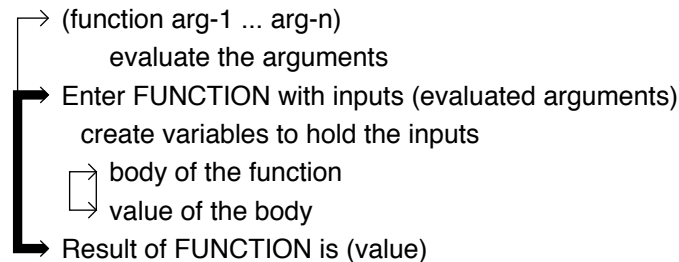 (function arg-1 ... arg-n)
evaluate the arguments
Enter FUNCTION with inputs (evaluated arguments)
create variables to hold the inputs
body of the function
value of the body
Result of FUNCTION is (value)